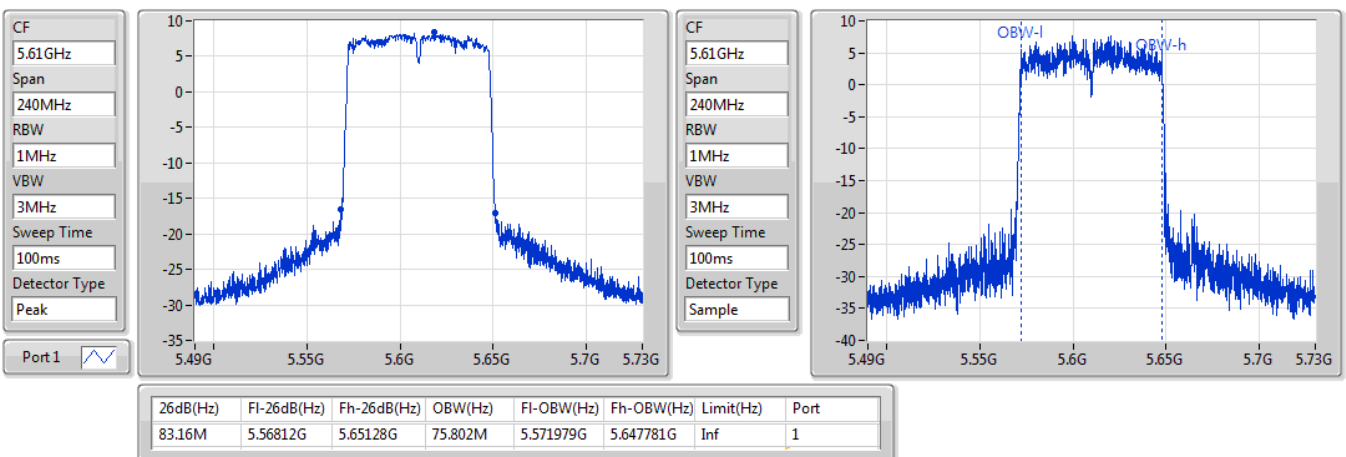 CF
5.61GHz
Span
240MHz
RBW
1MHz
VBW
3MHz
Sweep Time
100ms
Detector Type
Peak
Port 1
10
5
0
-5
-10
-15
-20
-25
-30
-35
5.49G 5.55G 5.6G 5.65G 5.7G 5.73G
CF
5.61GHz
Span
240MHz
RBW
1MHz
VBW
3MHz
Sweep Time
100ms
Detector Type
Sample
10
5
0
-5
-10
-15
-20
-25
-30
-35
-40
OBW-l
OBW-h
5.49G 5.55G 5.6G 5.65G 5.7G 5.73G
26dB(Hz) Fl-26dB(Hz) Fh-26dB(Hz) OBW(Hz) Fl-OBW(Hz) Fh-OBW(Hz) Limit(Hz) Port
83.16M 5.56812G 5.65128G 75.802M 5.571979G 5.647781G Inf 1